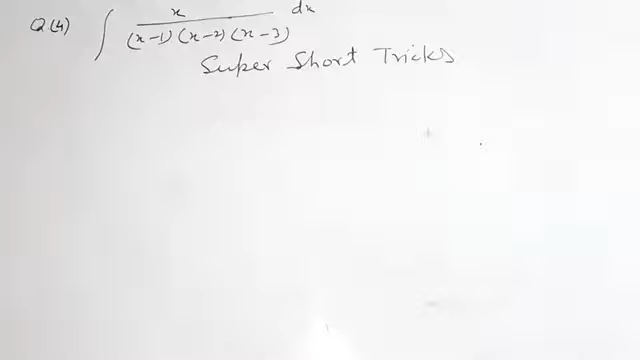 Q(4) ∫ x / (x-1)(x-2)(x-3) dx
Super Short Tricks